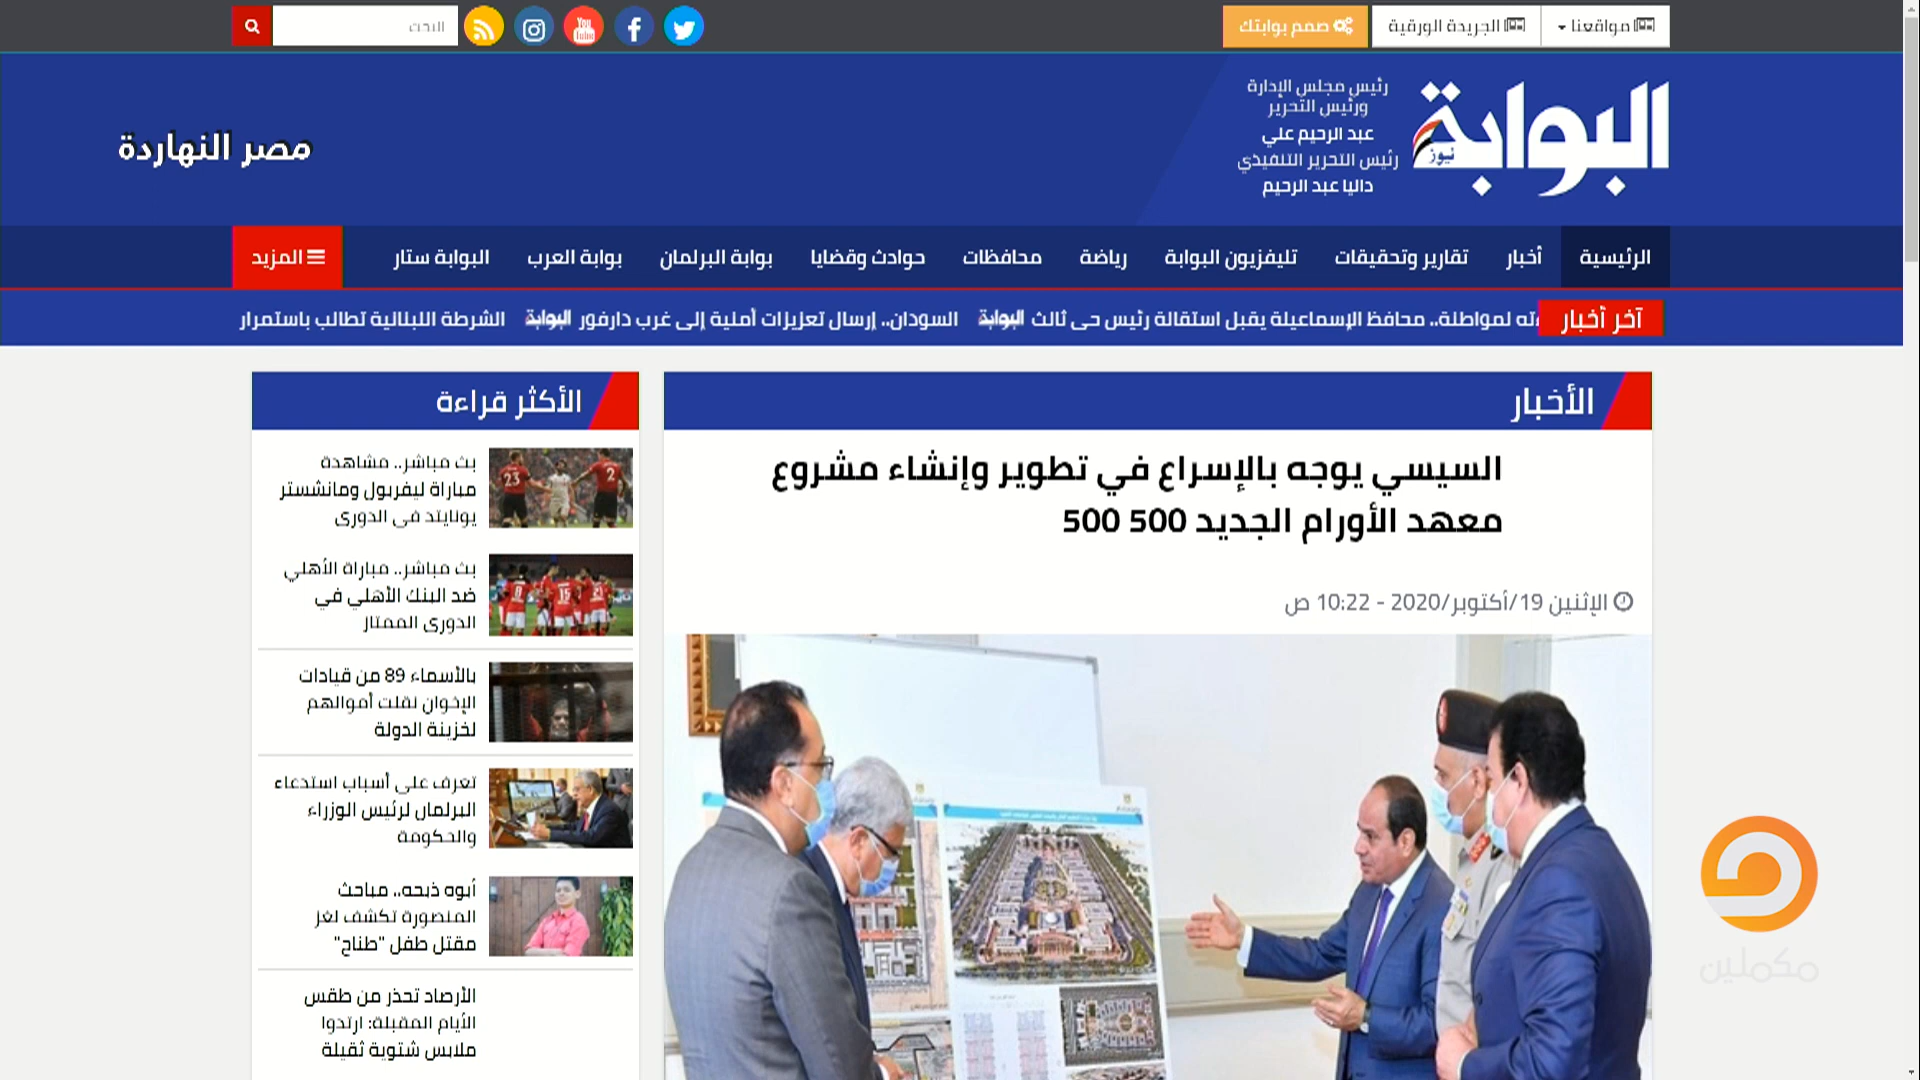 مواقعنا
الجريدة الورقية
صمم بوابتك
البحث
البوابة
نيوز
رئيس مجلس الإدارة
ورئيس التحرير
عبد الرحيم علي
رئيس التحرير التنفيذي
داليا عبد الرحيم
مصر النهاردة
الرئيسية
أخبار
تقارير وتحقيقات
تليفزيون البوابة
رياضة
محافظات
حوادث وقضايا
بوابة البرلمان
بوابة العرب
البوابة ستار
المزيد
آخر أخبار
لمواطنة.. محافظ الإسماعيلة يقبل استقالة رئيس حى ثالث البوابة السودان.. إرسال تعزيزات أمنية إلى غرب دارفور البوابة الشرطة اللبنانية تطالب باستمرار
الأخبار
السيسي يوجه بالإسراع في تطوير وإنشاء مشروع
معهد الأورام الجديد 500 500
الإثنين 19/أكتوبر/2020 - 10:22 ص
الأكثر قراءة
بث مباشر.. مشاهدة
مباراة ليفربول ومانشستر
يونايتد في الدوري
بث مباشر.. مباراة الأهلي
ضد البنك الأهلي في
الدوري الممتاز
بالأسماء 89 من قيادات
الإخوان نقلت أموالهم
لخزينة الدولة
تعرف على أسباب استدعاء
البرلمان لرئيس الوزراء
والحكومة
أبوه ذبحه.. مباحث
المنصورة تكشف لغز
مقتل طفل "طناح"
الأرصاد تحذر من طقس
الأيام المقبلة: ارتدوا
ملابس شتوية ثقيلة
مكملين